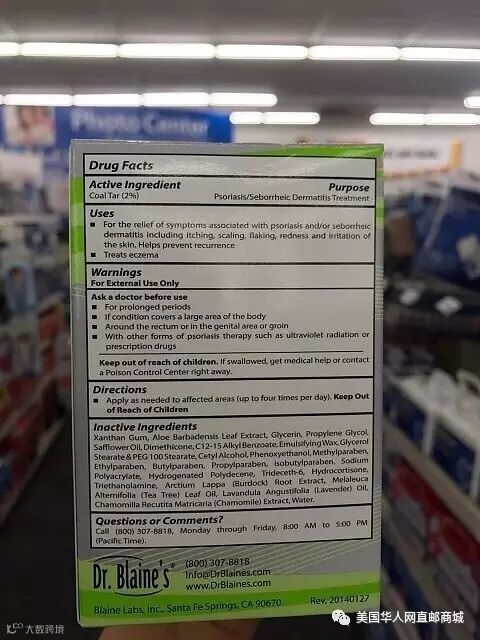 Photo Center
Drug Facts
Active Ingredient Purpose
Coal Tar (2%) Psoriasis/Seborrheic Dermatitis Treatment
Uses
▪ For the relief of symptoms associated with psoriasis and/or seborrheic
dermatitis including itching, scaling, flaking, redness and irritation of
the skin. Helps prevent recurrence
▪ Treats eczema
Warnings
For External Use Only
Ask a doctor before use
▪ For prolonged periods
▪ If condition covers a large area of the body
▪ Around the rectum or in the genital area or groin
▪ With other forms of psoriasis therapy such as ultraviolet radiation or
prescription drugs
Keep out of reach of children. If swallowed, get medical help or contact
a Poison Control Center right away.
Directions
▪ Apply as needed to affected areas (up to four times per day). Keep Out
of Reach of Children
Inactive Ingredients
Xanthan Gum, Aloe Barbadensis Leaf Extract, Glycerin, Propylene Glycol,
Safflower Oil, Dimethicone, C12-15 Alkyl Benzoate, Emulsifying Wax, Glycerol
Stearate & PEG 100 Stearate, Cetyl Alcohol, Phenoxyethanol, Methylparaben,
Ethylparaben, Butylparaben, Propylparaben, isobutylparaben, Sodium
Polyacrylate, Hydrogenated Polydecene, Trideceth-6, Hydrocortisone,
Triethanolamine, Arctium Lappa (Burdock) Root Extract, Melaleuca
Alternifolia (Tea Tree) Leaf Oil, Lavandula Angustifolia (Lavender) Oil,
Chamomilla Recutita Matricaria (Chamomile) Extract, Water.
Questions or Comments?
Call (800) 307-8818, Monday through Friday, 8:00 AM to 5:00 PM
(Pacific Time).
Dr. Blaine's®
(800) 307-8818
Info@DrBlaines.com
www.DrBlaines.com
Blaine Labs, Inc., Santa Fe Springs, CA 90670 Rev. 20140127
大数跨境
美国华人网直邮商城